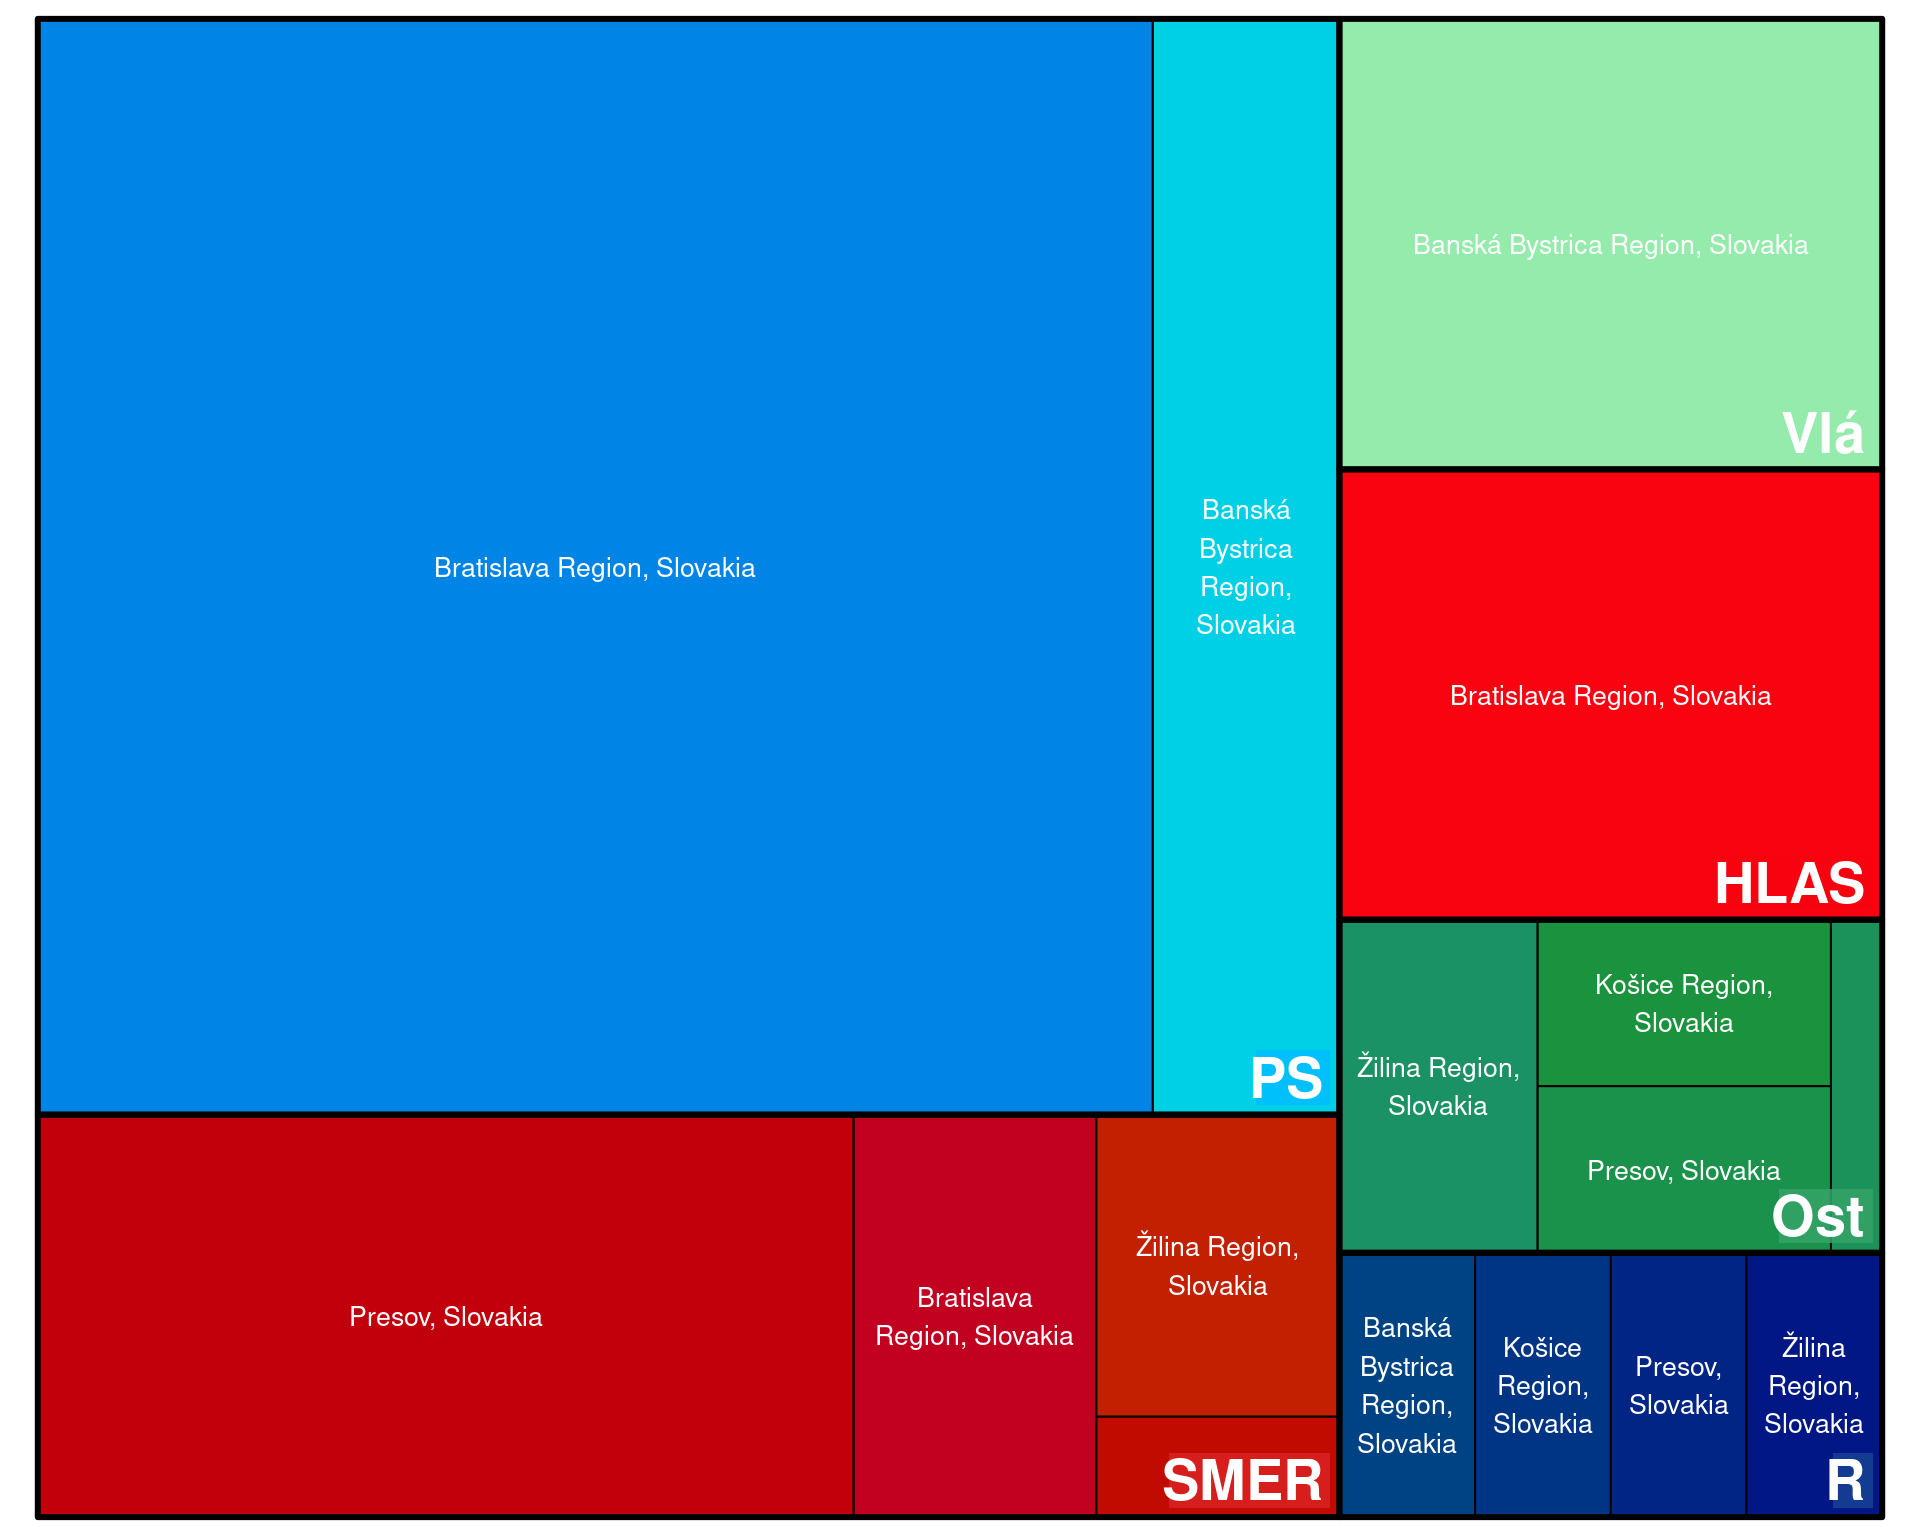 Bratislava Region, Slovakia
Banská
Bystrica
Region,
Slovakia
PS
Presov, Slovakia
Bratislava
Region, Slovakia
Žilina Region,
Slovakia
SMER
Banská Bystrica Region, Slovakia
Vlá
Bratislava Region, Slovakia
HLAS
Žilina Region,
Slovakia
Košice Region,
Slovakia
Presov, Slovakia
Ost
Banská
Bystrica
Region,
Slovakia
Košice
Region,
Slovakia
Presov,
Slovakia
Žilina
Region,
Slovakia
R